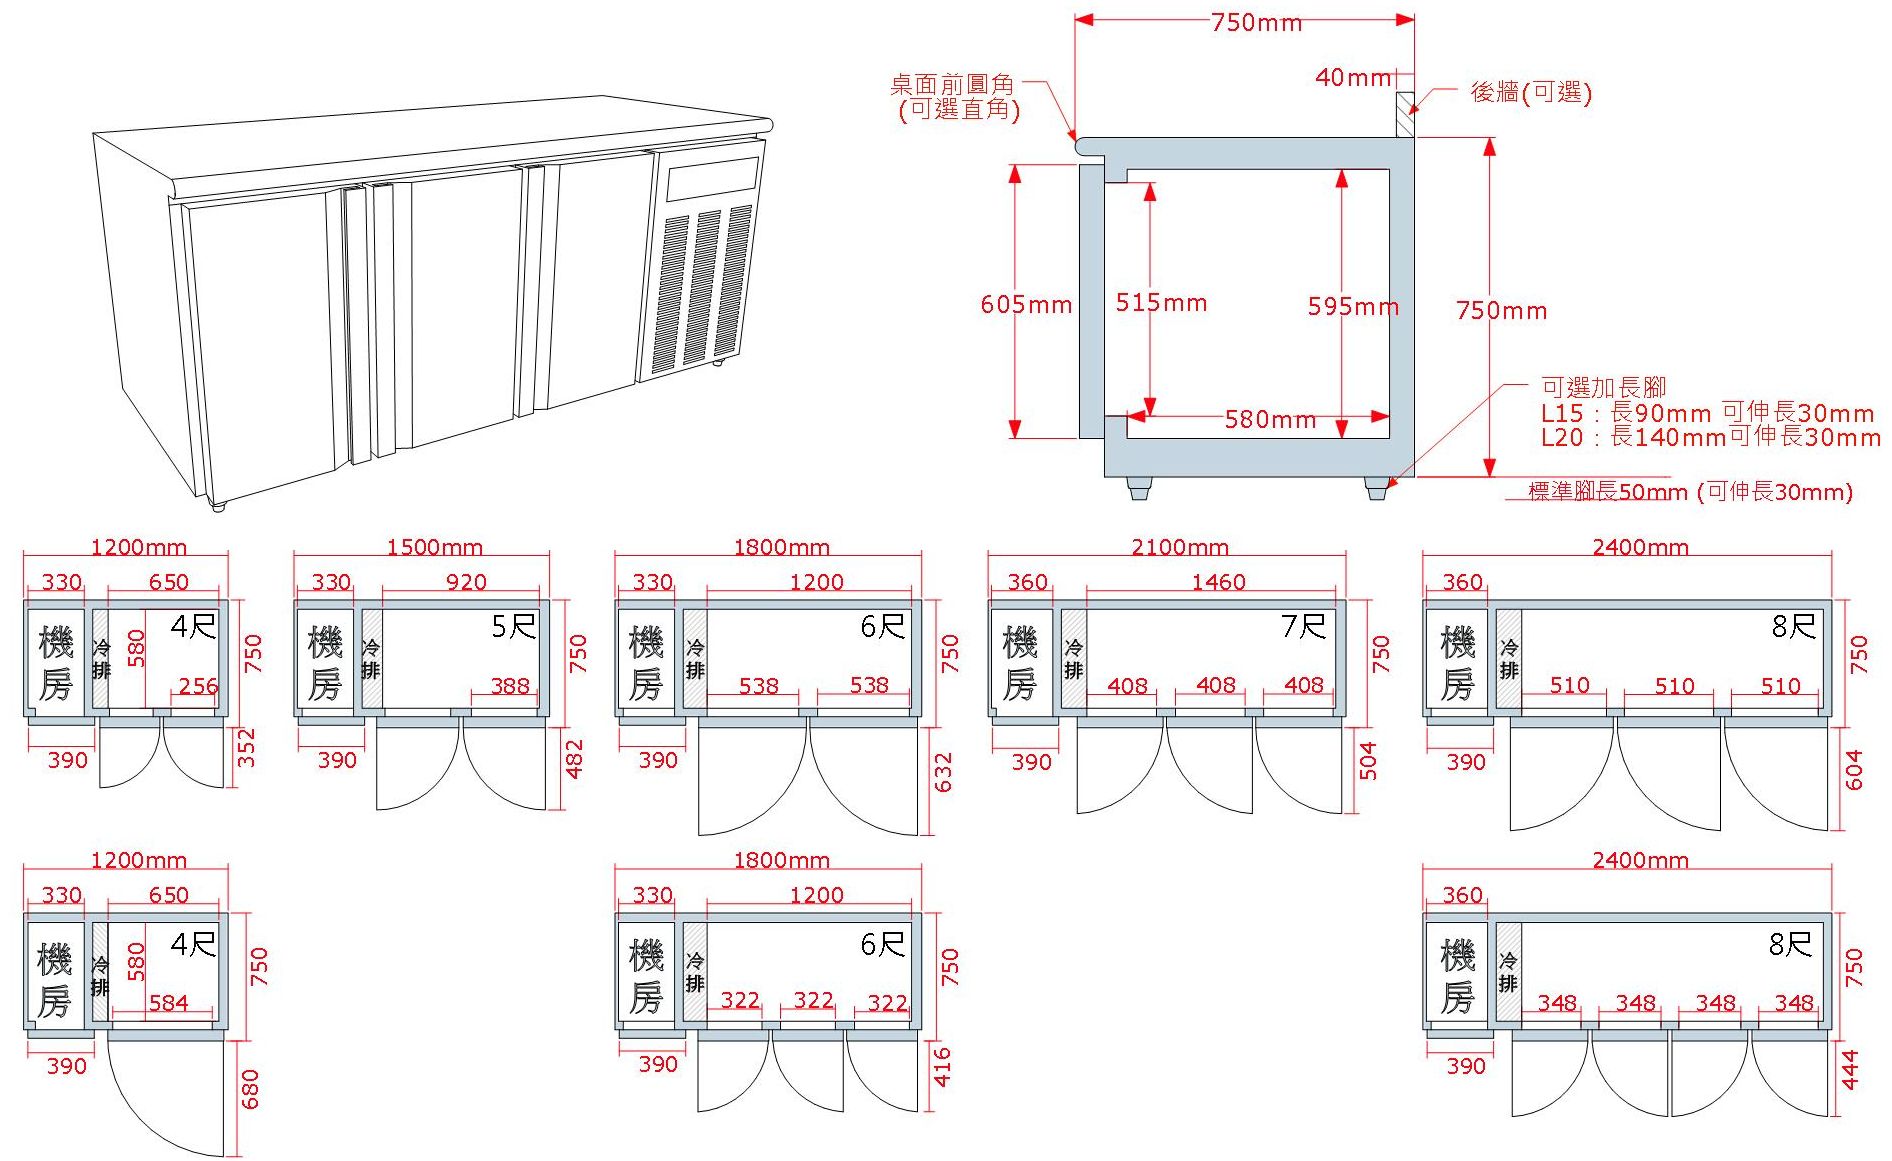 750mm
40mm
桌面前圓角
(可選直角)
後牆(可選)
605mm
515mm
595mm
750mm
580mm
可選加長腳
L15：長90mm 可伸長30mm
L20：長140mm可伸長30mm
標準腳長50mm (可伸長30mm)
1200mm
330
650
機房
冷排
4尺
580
256
750
390
352
1500mm
330
920
機房
冷排
5尺
388
750
390
482
1800mm
330
1200
機房
冷排
6尺
538
538
750
390
632
2100mm
360
1460
機房
冷排
7尺
408
408
408
750
390
504
2400mm
360
機房
冷排
8尺
510
510
510
750
390
604
1200mm
330
650
機房
冷排
4尺
580
584
750
390
680
1800mm
330
1200
機房
冷排
6尺
322
322
322
750
390
416
2400mm
360
機房
冷排
8尺
348
348
348
348
750
390
444